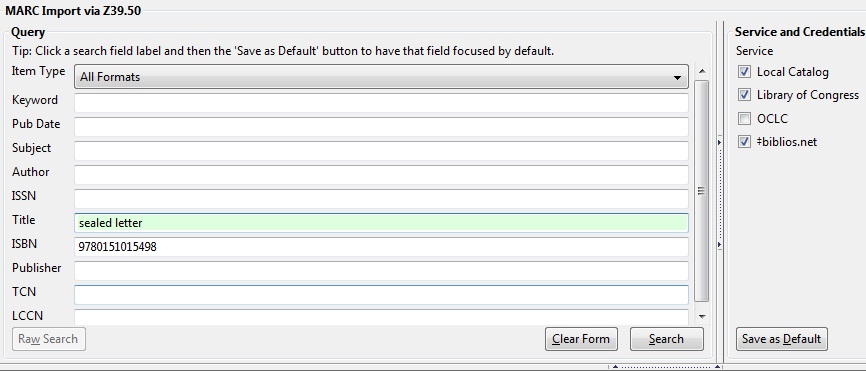 MARC Import via Z39.50
Query
Tip: Click a search field label and then the 'Save as Default' button to have that field focused by default.
Item Type All Formats
Keyword
Pub Date
Subject
Author
ISSN
Title sealed letter
ISBN 9780151015498
Publisher
TCN
LCCN
Raw Search Clear Form Search
Service and Credentials
Service
Local Catalog
Library of Congress
OCLC
‡biblios.net
Save as Default